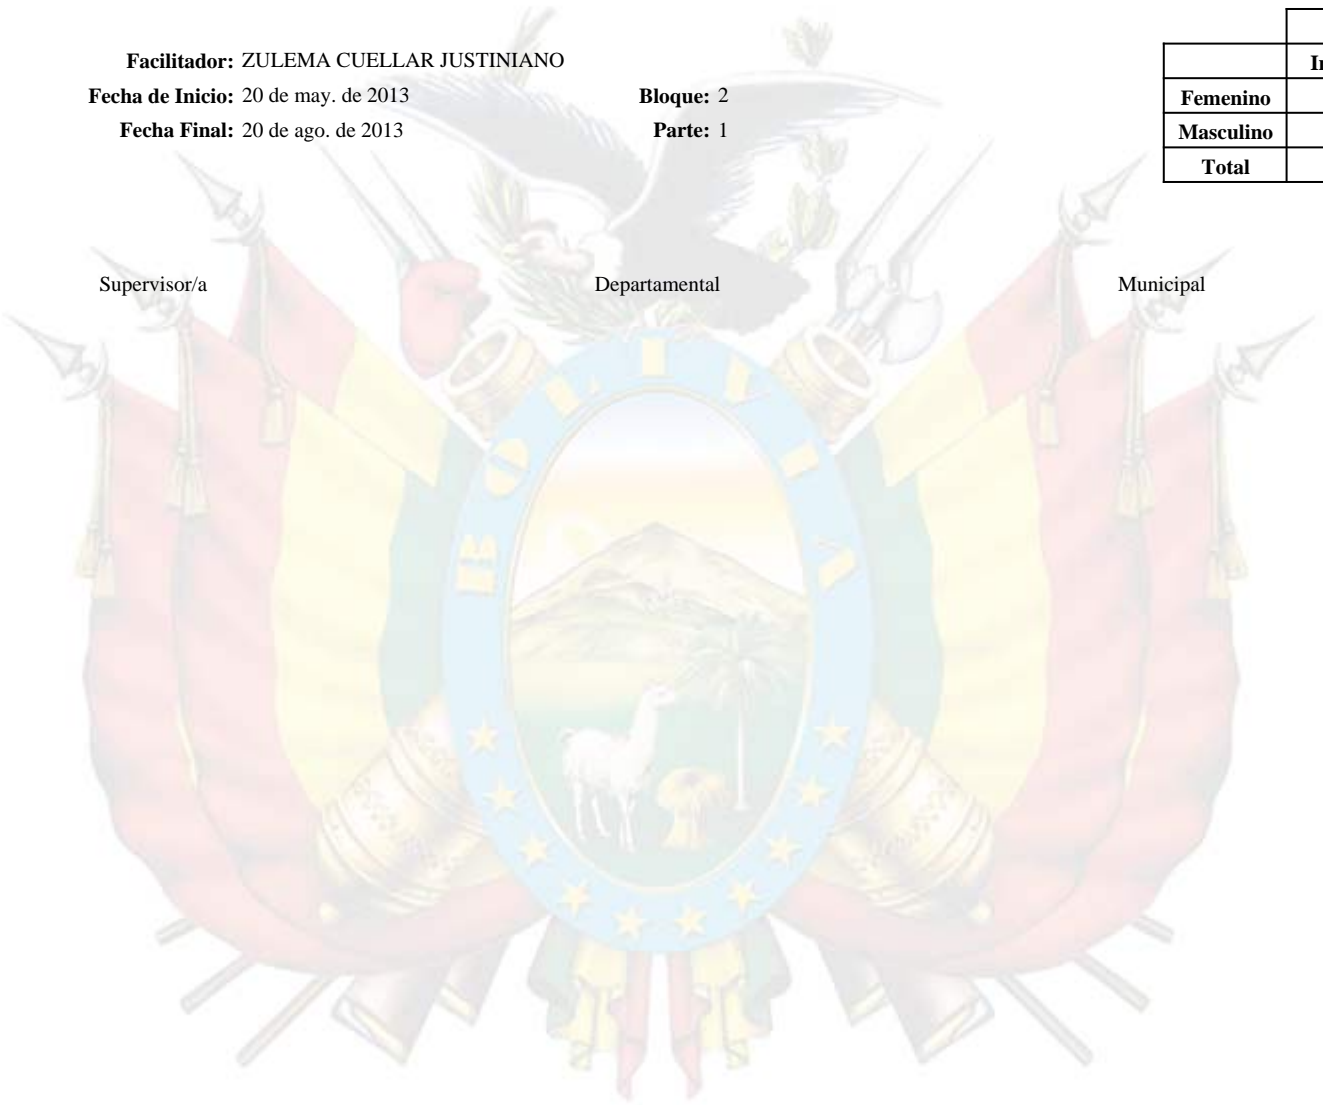 Facilitador: ZULEMA CUELLAR JUSTINIANO
Fecha de Inicio: 20 de may. de 2013 Bloque: 2
Fecha Final: 20 de ago. de 2013 Parte: 1
Femenino
Masculino
Total
Supervisor/a Departamental Municipal
BOLIVIA